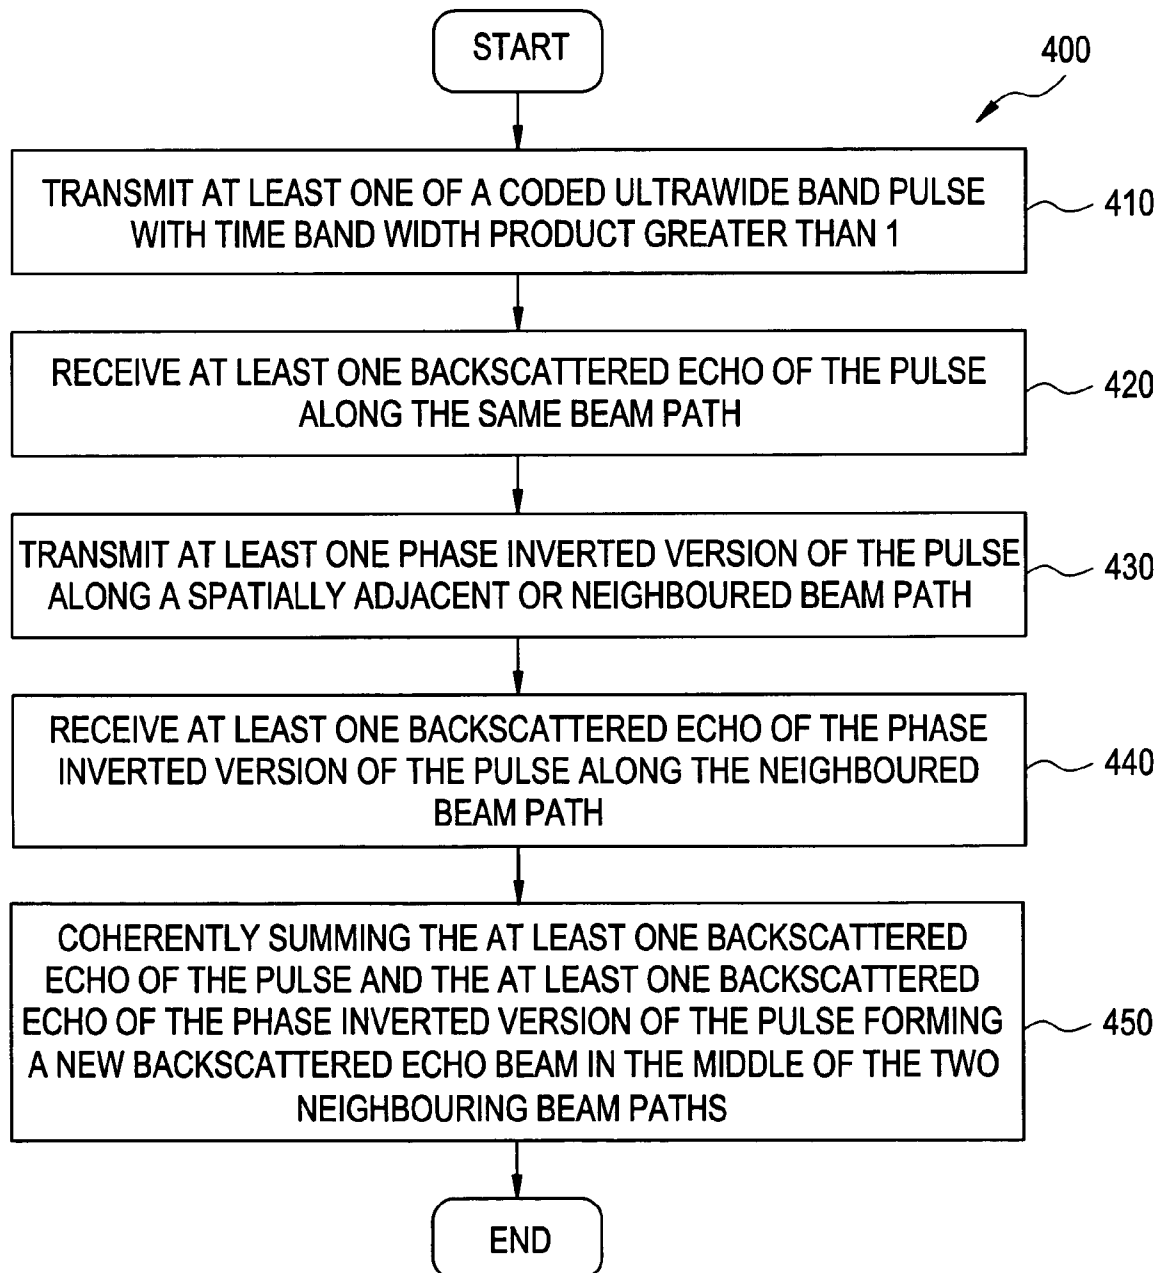 START
400
TRANSMIT AT LEAST ONE OF A CODED ULTRAWIDE BAND PULSE
WITH TIME BAND WIDTH PRODUCT GREATER THAN 1
410
RECEIVE AT LEAST ONE BACKSCATTERED ECHO OF THE PULSE
ALONG THE SAME BEAM PATH
420
TRANSMIT AT LEAST ONE PHASE INVERTED VERSION OF THE PULSE
ALONG A SPATIALLY ADJACENT OR NEIGHBOURED BEAM PATH
430
RECEIVE AT LEAST ONE BACKSCATTERED ECHO OF THE PHASE
INVERTED VERSION OF THE PULSE ALONG THE NEIGHBOURED
BEAM PATH
440
COHERENTLY SUMMING THE AT LEAST ONE BACKSCATTERED
ECHO OF THE PULSE AND THE AT LEAST ONE BACKSCATTERED
ECHO OF THE PHASE INVERTED VERSION OF THE PULSE FORMING
A NEW BACKSCATTERED ECHO BEAM IN THE MIDDLE OF THE TWO
NEIGHBOURING BEAM PATHS
450
END